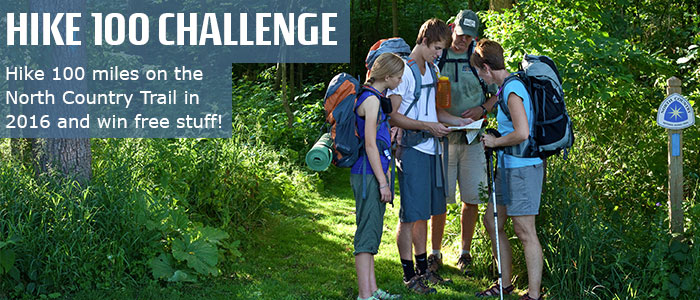 HIKE 100 CHALLENGE
Hike 100 miles on the
North Country Trail in
2016 and win free stuff!